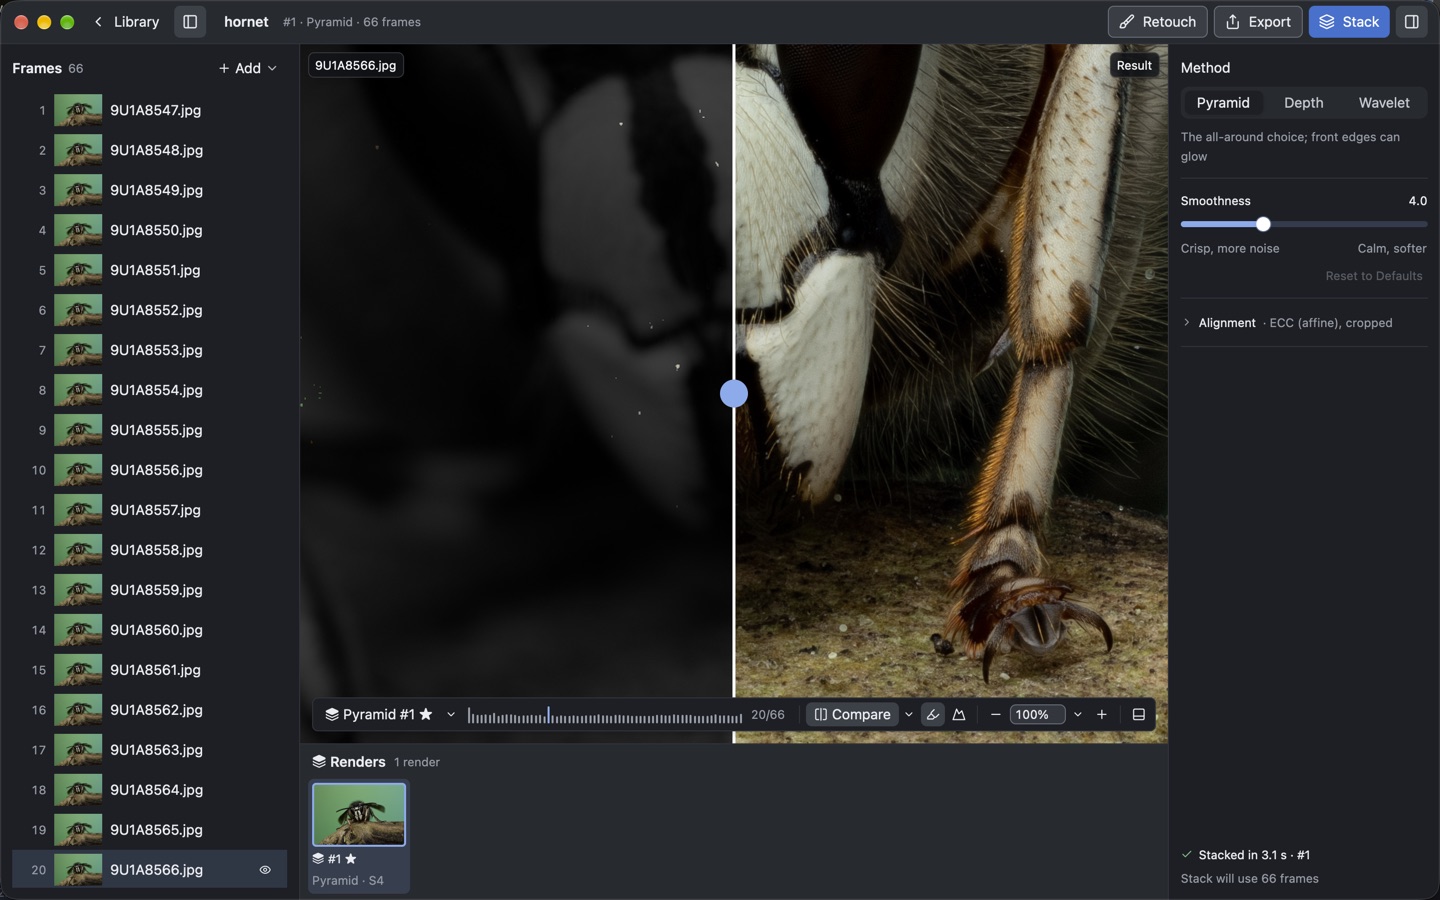 Library
hornet
#1 · Pyramid · 66 frames
Retouch
Export
Stack
Frames 66
Add
1 9U1A8547.jpg
2 9U1A8548.jpg
3 9U1A8549.jpg
4 9U1A8550.jpg
5 9U1A8551.jpg
6 9U1A8552.jpg
7 9U1A8553.jpg
8 9U1A8554.jpg
9 9U1A8555.jpg
10 9U1A8556.jpg
11 9U1A8557.jpg
12 9U1A8558.jpg
13 9U1A8559.jpg
14 9U1A8560.jpg
15 9U1A8561.jpg
16 9U1A8562.jpg
17 9U1A8563.jpg
18 9U1A8564.jpg
19 9U1A8565.jpg
20 9U1A8566.jpg
9U1A8566.jpg
Result
Pyramid #1 ★
20/66
Compare
100%
Renders 1 render
#1 ★
Pyramid · S4
Method
Pyramid
Depth
Wavelet
The all-around choice; front edges can
glow
Smoothness 4.0
Crisp, more noise
Calm, softer
Reset to Defaults
Alignment · ECC (affine), cropped
Stacked in 3.1 s · #1
Stack will use 66 frames